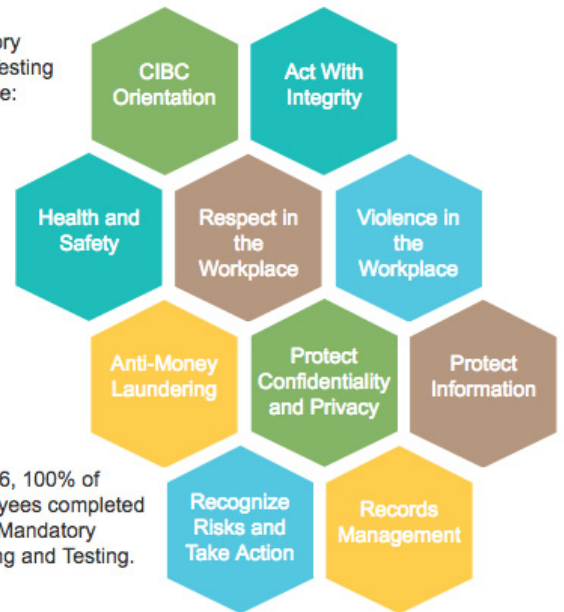 ory
esting
e:
CIBC
Orientation
Act With
Integrity
Health and
Safety
Respect in
the
Workplace
Violence in
the
Workplace
Anti-Money
Laundering
Protect
Confidentiality
and Privacy
Protect
Information
6, 100% of
yees completed
Mandatory
ng and Testing.
Recognize
Risks and
Take Action
Records
Management